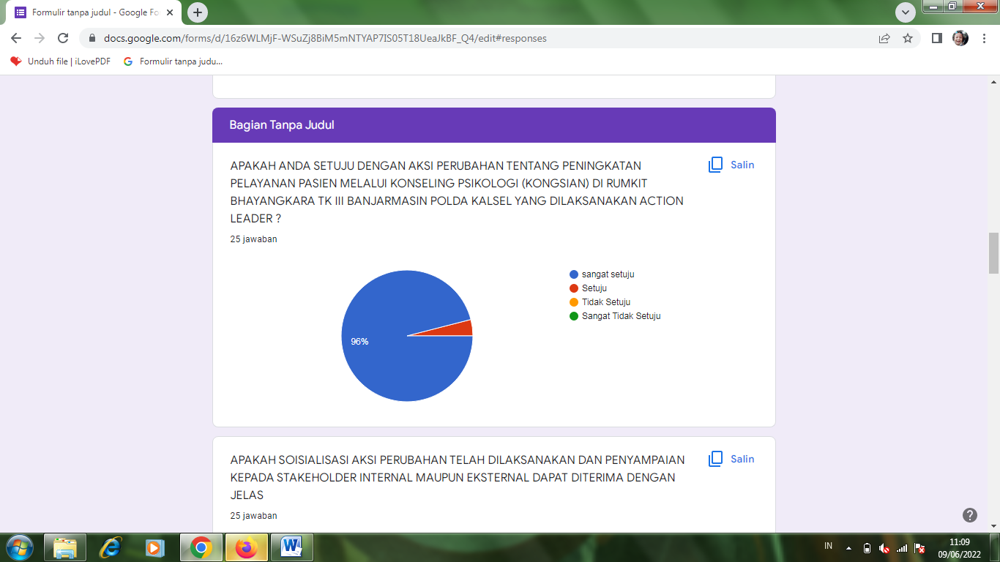 Formulir tanpa judul - Google Fo
docs.google.com/forms/d/16z6WLMjF-WSuZj8BiM5mNTYAP7IS05T18UeaJkBF_Q4/edit#responses
Unduh file | iLovePDF
Formulir tanpa judu...
Bagian Tanpa Judul
APAKAH ANDA SETUJU DENGAN AKSI PERUBAHAN TENTANG PENINGKATAN
PELAYANAN PASIEN MELALUI KONSELING PSIKOLOGI (KONGSIAN) DI RUMKIT
BHAYANGKARA TK III BANJARMASIN POLDA KALSEL YANG DILAKSANAKAN ACTION
LEADER ?
Salin
25 jawaban
sangat setuju
Setuju
Tidak Setuju
Sangat Tidak Setuju
96%
APAKAH SOISIALISASI AKSI PERUBAHAN TELAH DILAKSANAKAN DAN PENYAMPAIAN
KEPADA STAKEHOLDER INTERNAL MAUPUN EKSTERNAL DAPAT DITERIMA DENGAN
JELAS
Salin
25 jawaban
IN
11:09
09/06/2022